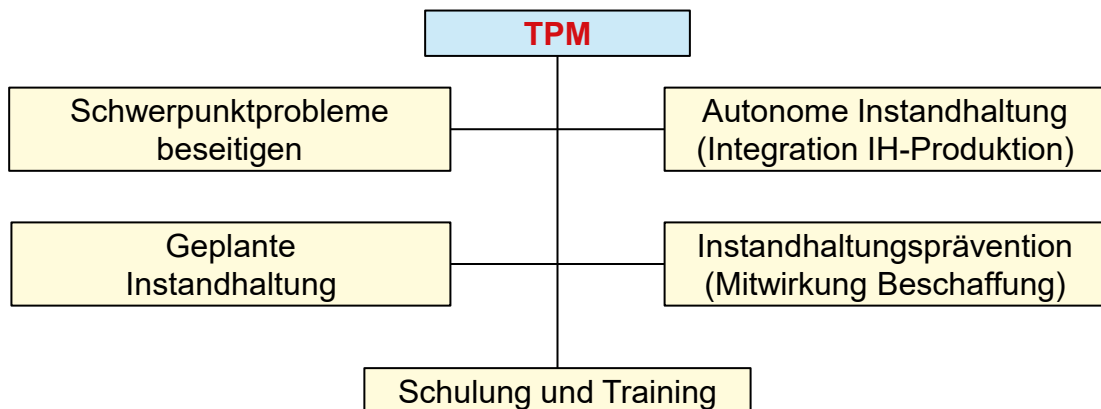 TPM
Schwerpunktprobleme
beseitigen
Autonome Instandhaltung
(Integration IH-Produktion)
Geplante
Instandhaltung
Instandhaltungsprävention
(Mitwirkung Beschaffung)
Schulung und Training